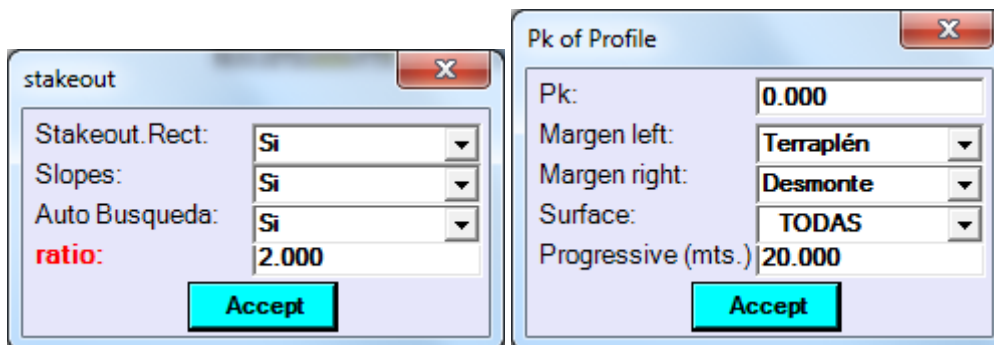 stakeout
Stakeout.Rect: Si
Slopes: Si
Auto Busqueda: Si
ratio: 2.000
Accept
Pk of Profile
Pk: 0.000
Margen left: Terraplén
Margen right: Desmonte
Surface: TODAS
Progressive (mts.) 20.000
Accept